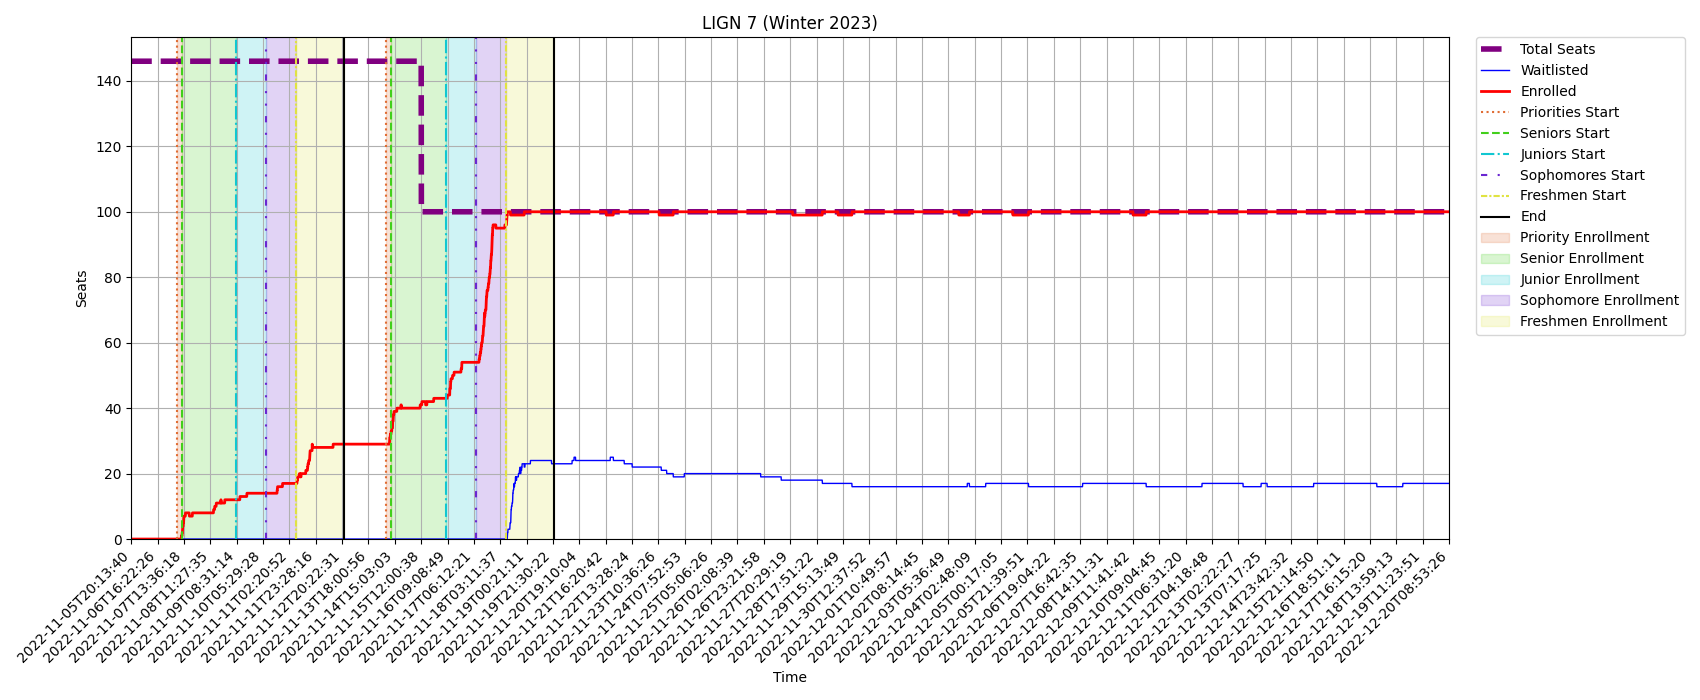 LIGN 7 (Winter 2023)
Seats
140
120
100
80
60
40
20
0
2022-11-05T20:13:40
2022-11-06T16:22:26
2022-11-07T13:36:18
2022-11-08T11:27:35
2022-11-09T08:31:14
2022-11-10T05:29:28
2022-11-11T02:20:52
2022-11-11T23:28:16
2022-11-12T20:22:31
2022-11-13T18:00:56
2022-11-14T15:03:03
2022-11-15T12:00:38
2022-11-16T09:08:49
2022-11-17T06:12:21
2022-11-18T03:11:37
2022-11-19T00:21:11
2022-11-19T21:30:22
2022-11-20T19:10:04
2022-11-21T16:20:42
2022-11-22T13:28:24
2022-11-23T10:36:26
2022-11-24T07:52:53
2022-11-25T05:06:26
2022-11-26T02:08:39
2022-11-26T23:21:58
2022-11-27T20:29:19
2022-11-28T17:51:22
2022-11-29T15:13:49
2022-11-30T12:37:52
2022-12-01T10:49:57
2022-12-02T08:14:45
2022-12-03T05:36:49
2022-12-04T02:48:09
2022-12-05T00:17:05
2022-12-05T21:39:51
2022-12-06T19:04:22
2022-12-07T16:42:35
2022-12-08T14:11:31
2022-12-09T11:41:42
2022-12-10T09:04:45
2022-12-11T06:31:20
2022-12-12T04:18:48
2022-12-13T02:22:27
2022-12-13T07:17:25
2022-12-14T23:42:32
2022-12-15T21:14:50
2022-12-16T18:51:11
2022-12-17T16:15:20
2022-12-18T13:59:13
2022-12-19T11:23:51
2022-12-20T08:53:26
Time
Total Seats
Waitlisted
Enrolled
Priorities Start
Seniors Start
Juniors Start
Sophomores Start
Freshmen Start
End
Priority Enrollment
Senior Enrollment
Junior Enrollment
Sophomore Enrollment
Freshmen Enrollment